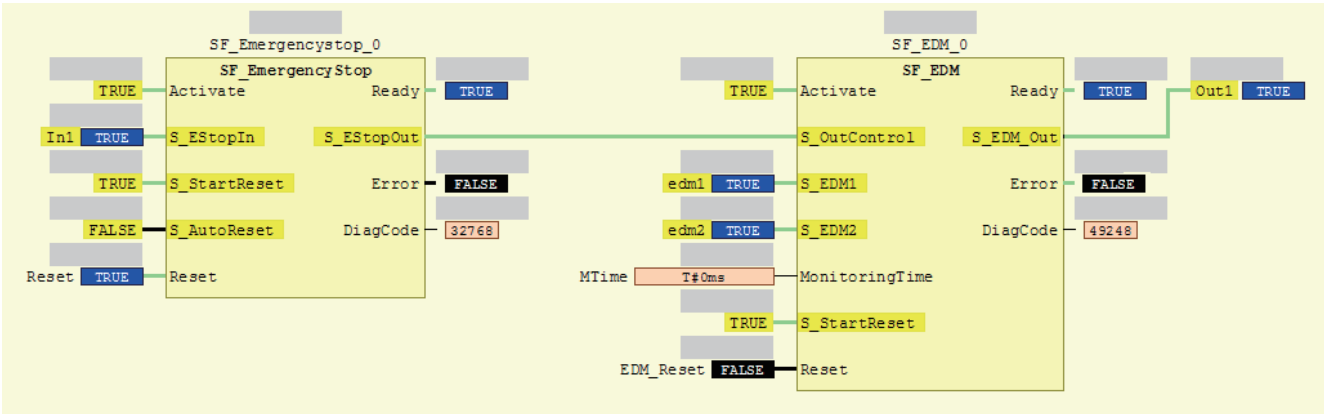 SF_Emergencystop_0
SF_EmergencyStop
TRUE Activate Ready TRUE
In1 TRUE S_EStopIn S_EStopOut
TRUE S_StartReset Error FALSE
FALSE S_AutoReset DiagCode 32768
Reset TRUE Reset
SF_EDM_0
SF_EDM
TRUE Activate Ready TRUE Out1 TRUE
S_OutControl S_EDM_Out
edm1 TRUE S_EDM1 Error FALSE
edm2 TRUE S_EDM2 DiagCode 49248
MTime T#0ms MonitoringTime
TRUE S_StartReset
EDM_Reset FALSE Reset